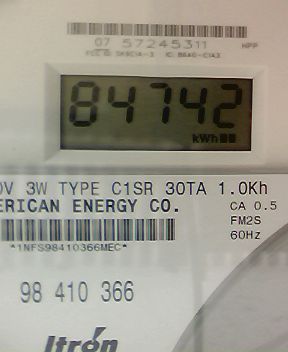 07 57245311 HPP
84742
kWh
0V 3W TYPE C1SR 30TA 1.0Kh
ERICAN ENERGY CO. CA 0.5
FM2S
60Hz
*1NFS98410366MEC*
98 410 366
Itron